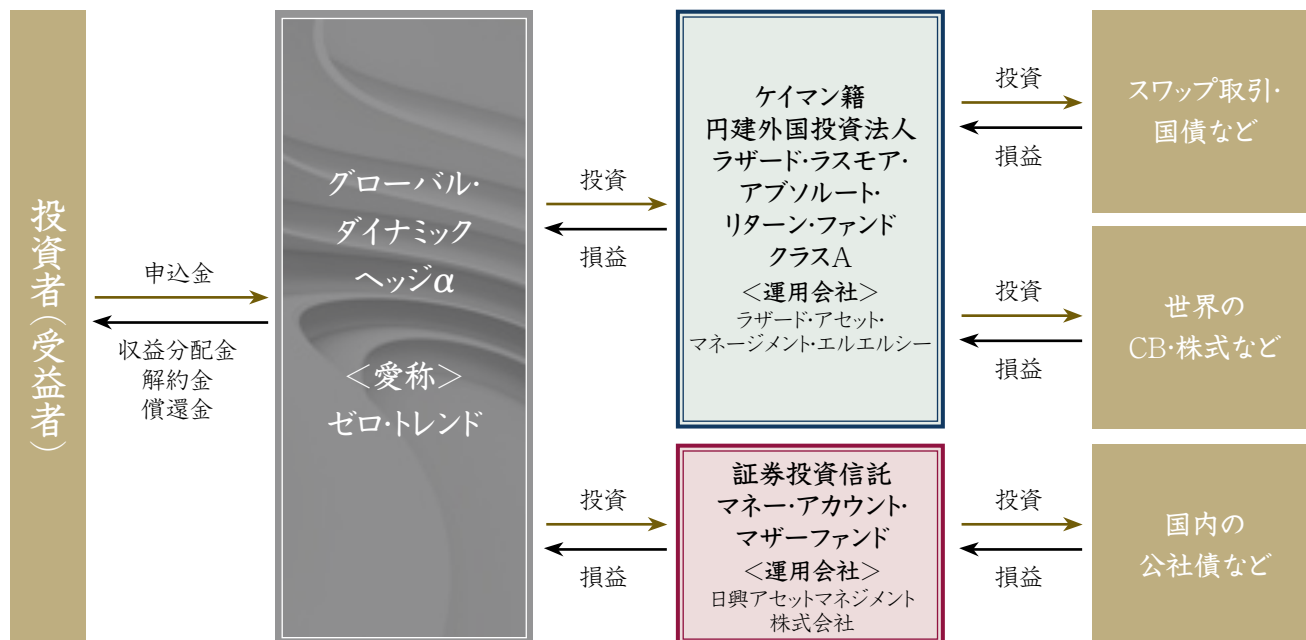 投資者(受益者)
申込金
収益分配金
解約金
償還金
グローバル・
ダイナミック
ヘッジα
＜愛称＞
ゼロ・トレンド
投資
損益
投資
損益
ケイマン籍
円建外国投資法人
ラザード・ラスモア・
アブソルート・
リターン・ファンド
クラスA
＜運用会社＞
ラザード・アセット・
マネージメント・エルエルシー
証券投資信託
マネー・アカウント・
マザーファンド
＜運用会社＞
日興アセットマネジメント
株式会社
投資
損益
投資
損益
投資
損益
スワップ取引・
国債など
世界の
CB・株式など
国内の
公社債など